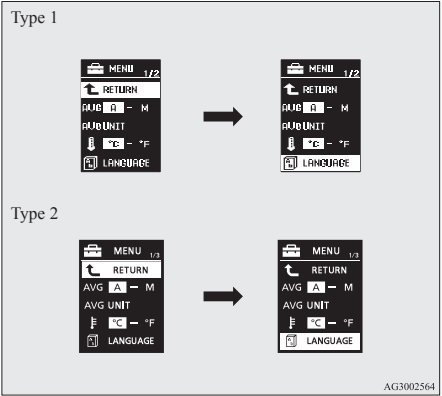 Type 1
MENU 1/2
RETURN
AVG A - M
AVG UNIT
°C - °F
LANGUAGE
MENU 1/2
RETURN
AVG A - M
AVG UNIT
°C - °F
LANGUAGE
Type 2
MENU 1/3
RETURN
AVG A - M
AVG UNIT
°C - °F
LANGUAGE
MENU 1/3
RETURN
AVG A - M
AVG UNIT
°C - °F
LANGUAGE
AG3002564